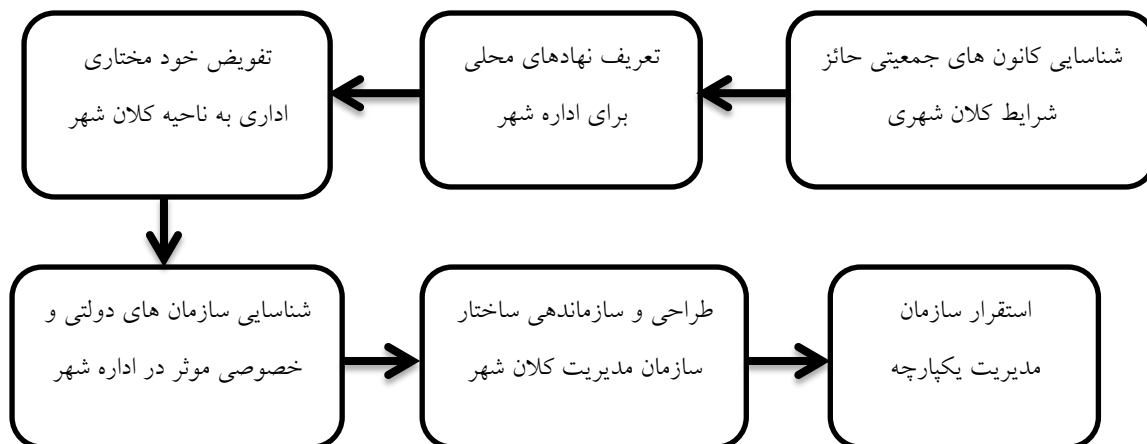 شناسایی کانون های جمعیتی حائز
شرایط کلان شهری
تعریف نهادهای محلی
برای اداره شهر
تفویض خود مختاری
اداری به ناحیه کلان شهر
شناسایی سازمان های دولتی و
خصوصی موثر در اداره شهر
طراحی و سازماندهی ساختار
سازمان مدیریت کلان شهر
استقرار سازمان
مدیریت یکپارچه